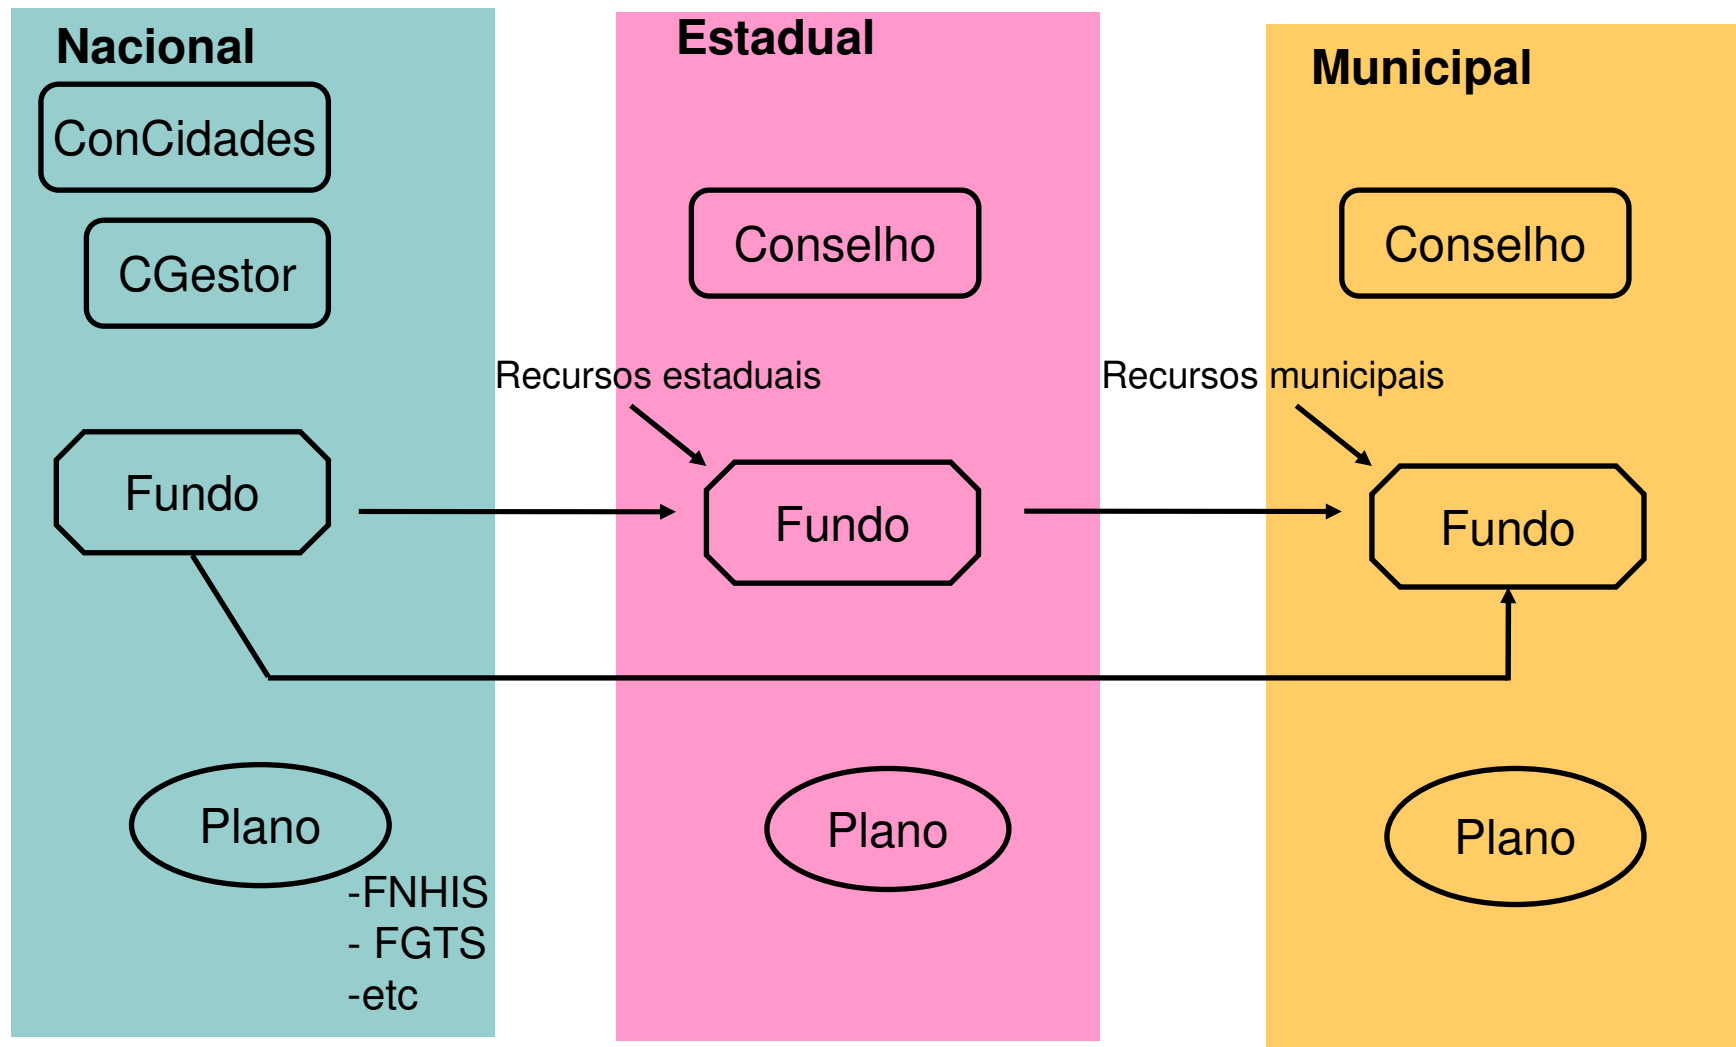 Nacional
ConCidades
CGestor
Fundo
Plano
-FNHIS
- FGTS
-etc
Estadual
Conselho
Recursos estaduais
Fundo
Plano
Municipal
Conselho
Recursos municipais
Fundo
Plano